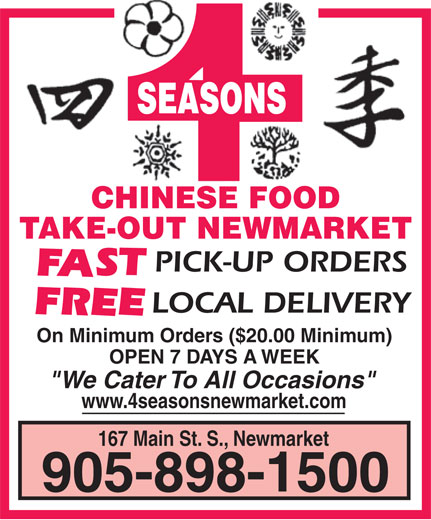 4
SEASONS
四 季
CHINESE FOOD
TAKE-OUT NEWMARKET
FAST PICK-UP ORDERS
FREE LOCAL DELIVERY
On Minimum Orders ($20.00 Minimum)
OPEN 7 DAYS A WEEK
"We Cater To All Occasions"
www.4seasonsnewmarket.com
167 Main St. S., Newmarket
905-898-1500